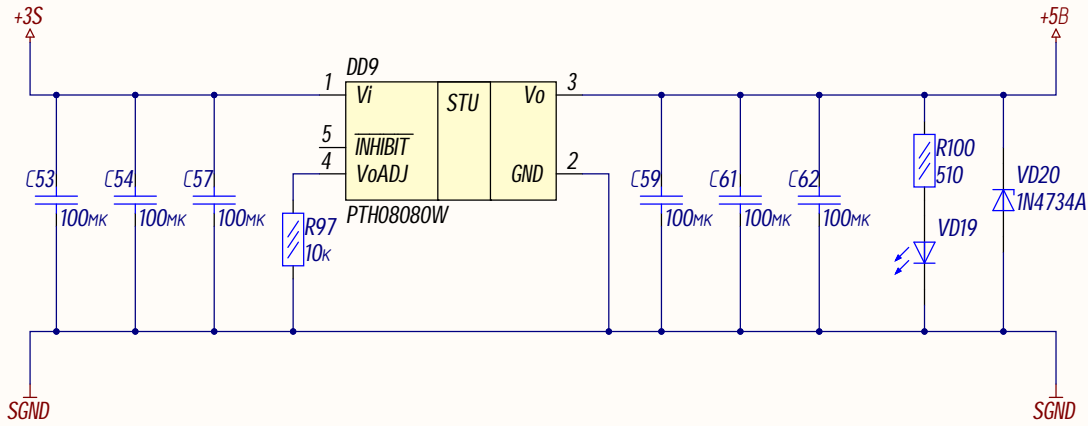 +3S
+5В
DD9
1
Vi
STU
Vo
3
5
INHIBIT
4
VoADJ
GND
2
PTH08080W
C53
100мк
C54
100мк
C57
100мк
R97
10к
C59
100мк
C61
100мк
C62
100мк
R100
510
VD19
VD20
1N4734A
SGND
SGND